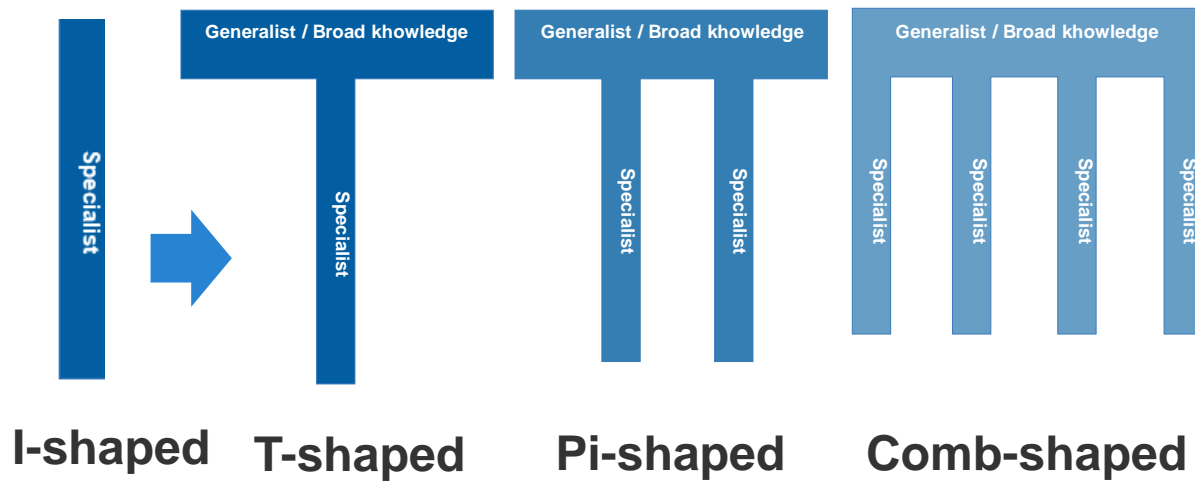 Generalist / Broad khowledge
Generalist / Broad khowledge
Generalist / Broad khowledge
Specialist
Specialist
Specialist
Specialist
Specialist
Specialist
Specialist
Specialist
I-shaped
T-shaped
Pi-shaped
Comb-shaped